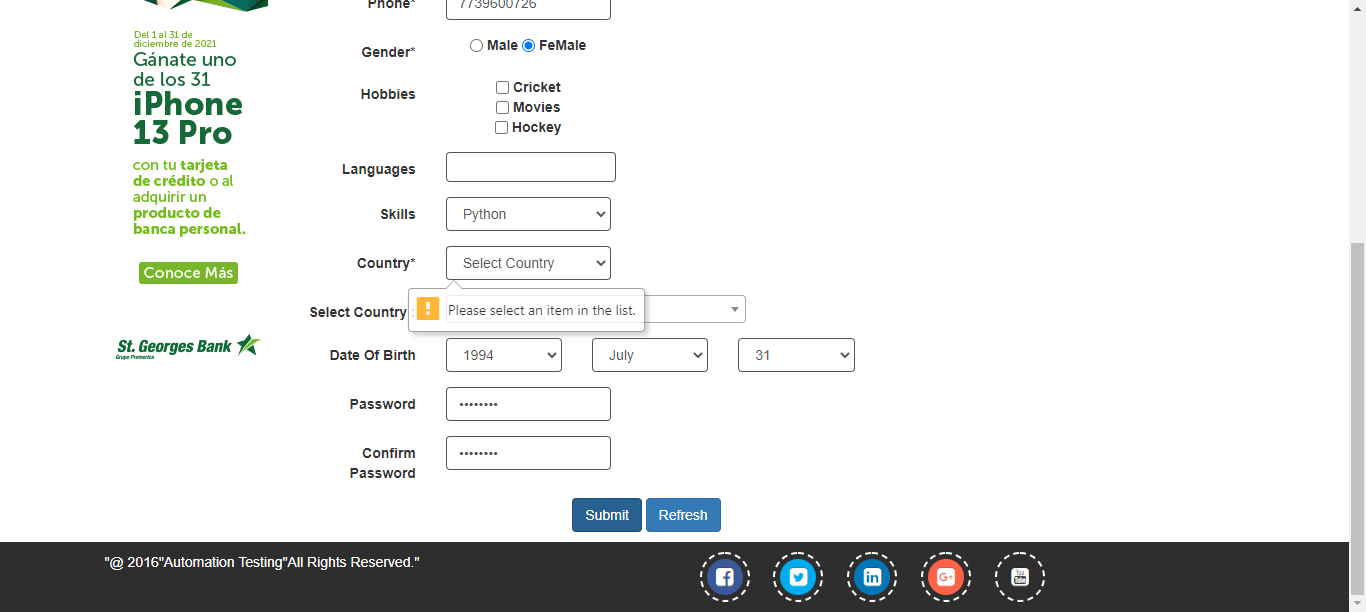 Phone*
7739600726
Del 1 al 31 de
diciembre de 2021
Gánate uno
de los 31
iPhone
13 Pro
con tu tarjeta
de crédito o al
adquirir un
producto de
banca personal.
Conoce Más
St. Georges Bank
Grupo Promerica
Gender*
Male FeMale
Hobbies
Cricket
Movies
Hockey
Languages
Skills
Python
Country*
Select Country
Select Country :
! Please select an item in the list.
Date Of Birth
1994 July 31
Password
••••••••
Confirm
Password
••••••••
Submit Refresh
"@ 2016"Automation Testing"All Rights Reserved."
f
in
G+
You
Tube